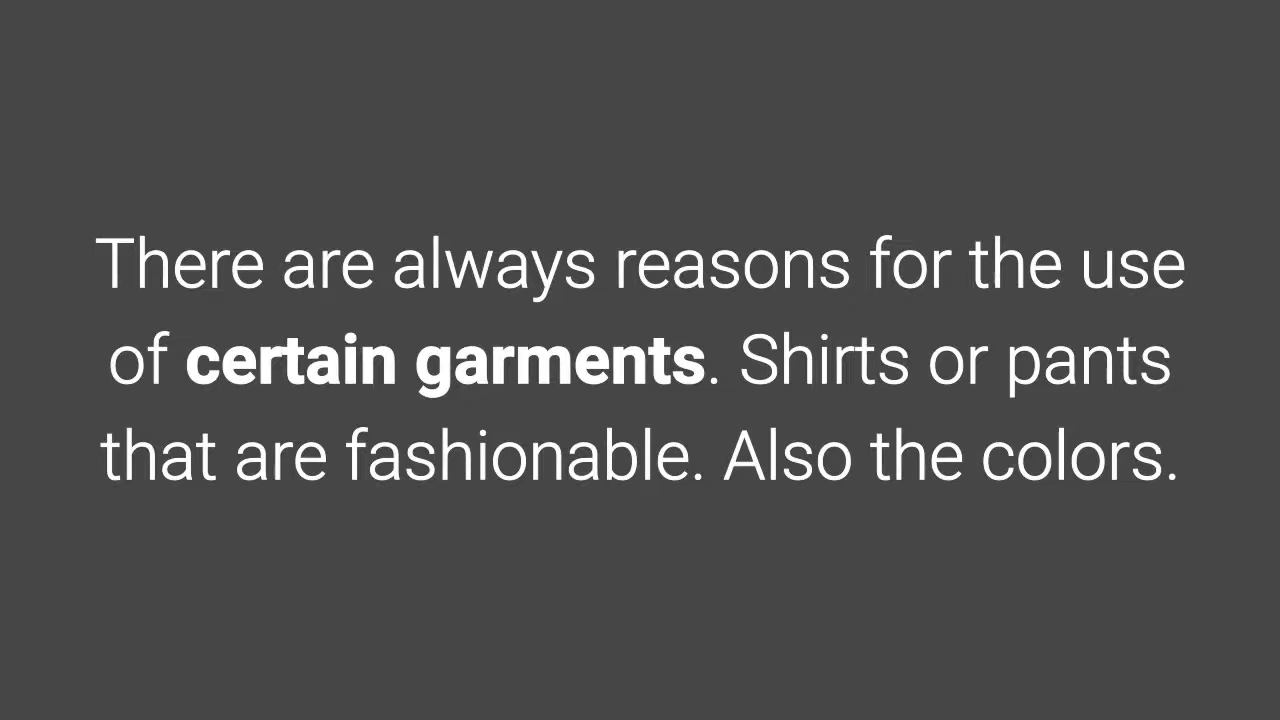 There are always reasons for the use
of certain garments. Shirts or pants
that are fashionable. Also the colors.